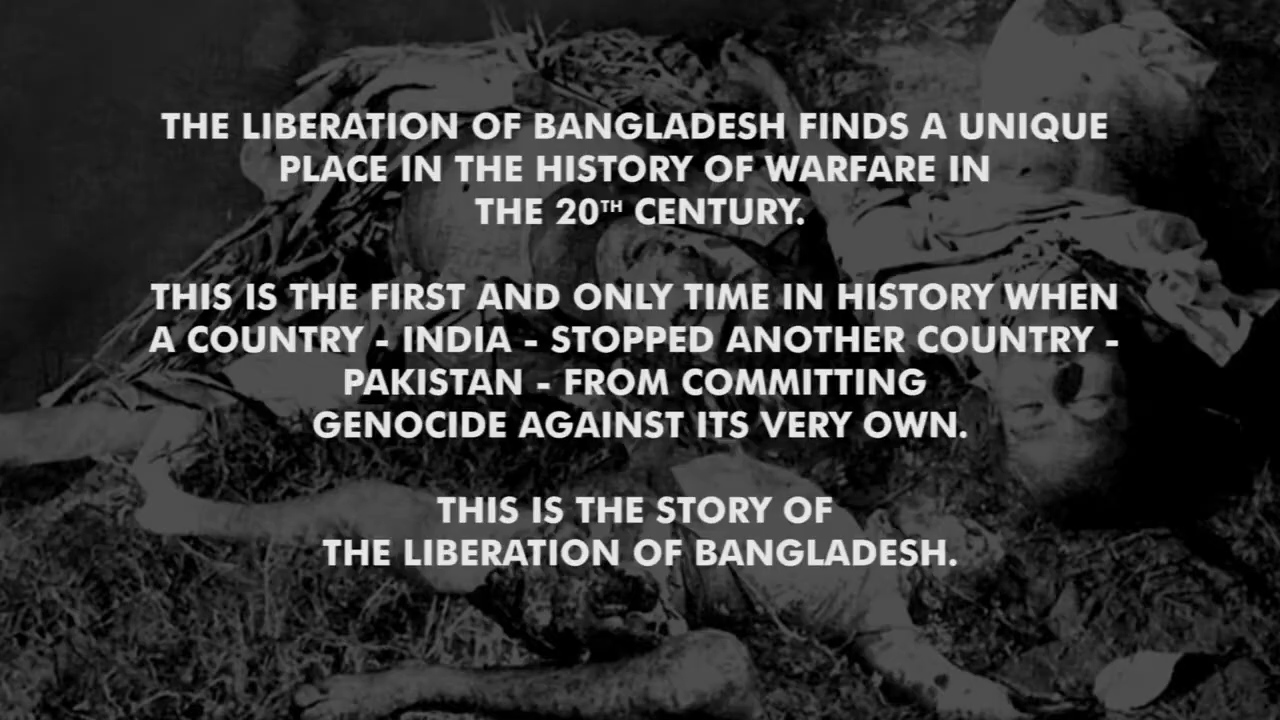 THE LIBERATION OF BANGLADESH FINDS A UNIQUE
PLACE IN THE HISTORY OF WARFARE IN
THE 20TH CENTURY.
THIS IS THE FIRST AND ONLY TIME IN HISTORY WHEN
A COUNTRY - INDIA - STOPPED ANOTHER COUNTRY -
PAKISTAN - FROM COMMITTING
GENOCIDE AGAINST ITS VERY OWN.
THIS IS THE STORY OF
THE LIBERATION OF BANGLADESH.